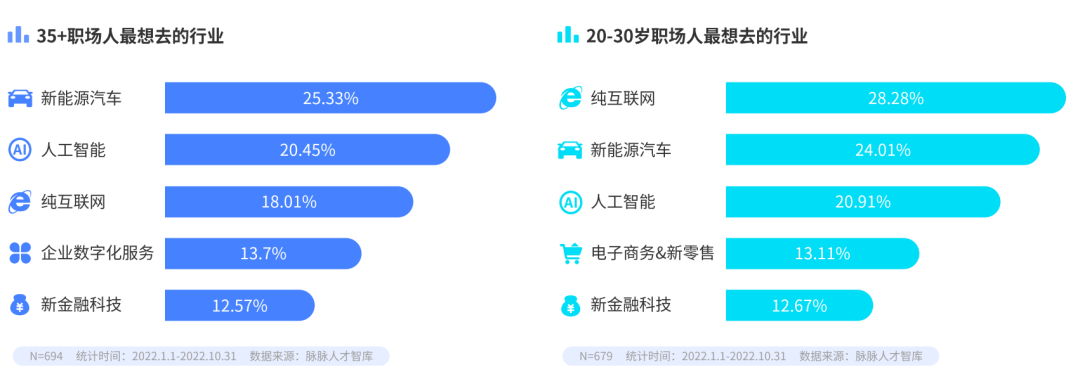 35+职场人最想去的行业
新能源汽车 25.33%
AI 人工智能 20.45%
纯互联网 18.01%
企业数字化服务 13.7%
¥ 新金融科技 12.57%
N=694 统计时间：2022.1.1-2022.10.31 数据来源：脉脉人才智库
20-30岁职场人最想去的行业
纯互联网 28.28%
新能源汽车 24.01%
AI 人工智能 20.91%
电子商务&新零售 13.11%
¥ 新金融科技 12.67%
N=679 统计时间：2022.1.1-2022.10.31 数据来源：脉脉人才智库